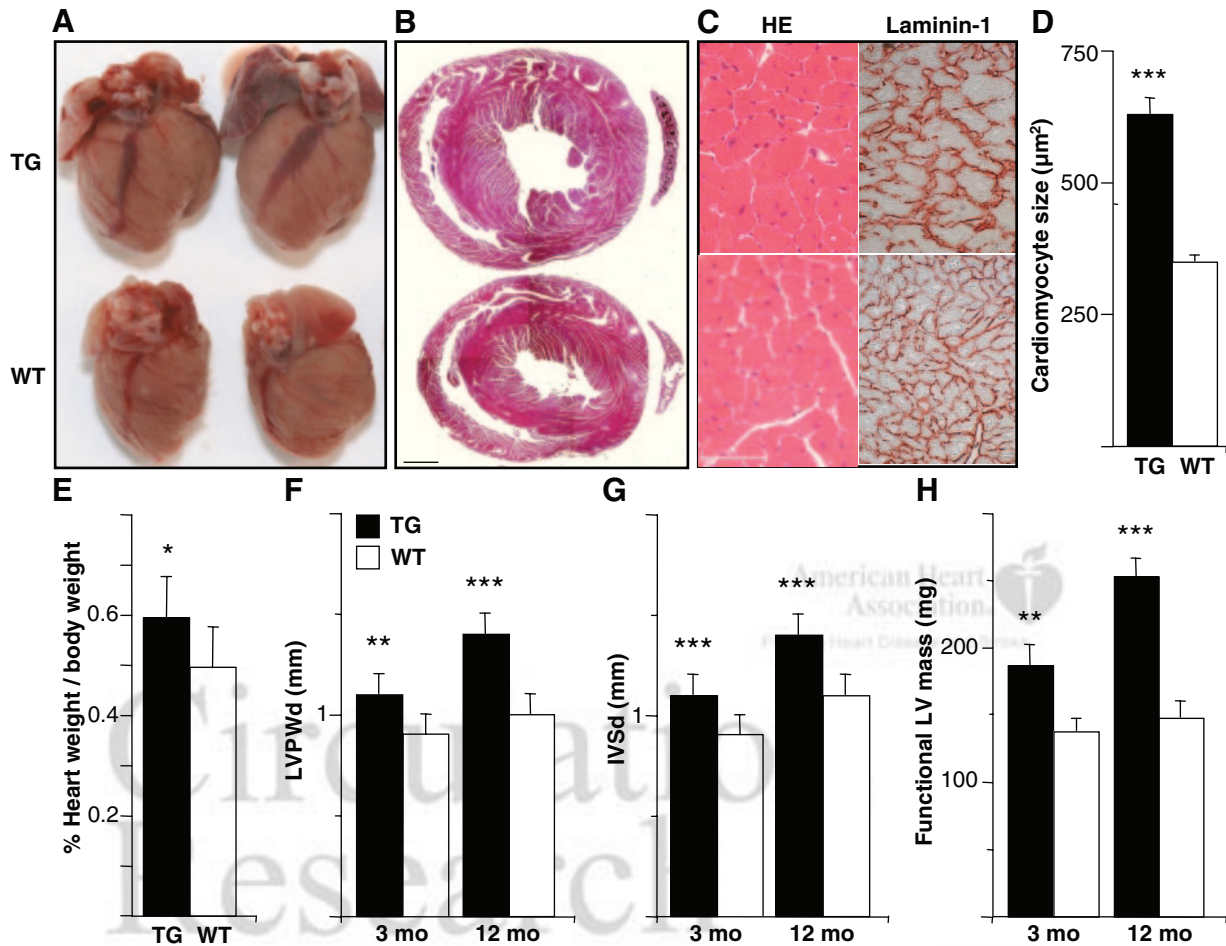 A
B
C
HE
Laminin-1
D
TG
WT
Cardiomyocyte size (µm²)
750
500
250
***
TG WT
E
% Heart weight / body weight
0.6
0.4
0.2
*
TG WT
F
TG
WT
LVPWd (mm)
1
**
***
3 mo 12 mo
G
IVSd (mm)
1
***
***
3 mo 12 mo
H
Functional LV mass (mg)
200
100
**
***
3 mo 12 mo
American Heart
Association
Circulatio
Research